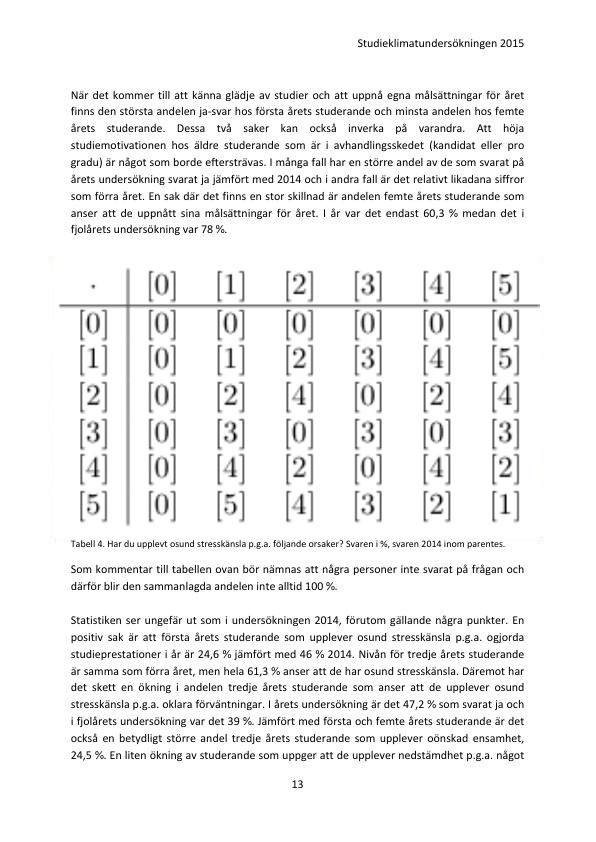 Studieklimatundersökningen 2015
När det kommer till att känna glädje av studier och att uppnå egna målsättningar för året
finns den största andelen ja-svar hos första årets studerande och minsta andelen hos femte
årets studerande. Dessa två saker kan också inverka på varandra. Att höja
studiemotivationen hos äldre studerande som är i avhandlingsskedet (kandidat eller pro
gradu) är något som borde eftersträvas. I många fall har en större andel av de som svarat på
årets undersökning svarat ja jämfört med 2014 och i andra fall är det relativt likadana siffror
som förra året. En sak där det finns en stor skillnad är andelen femte årets studerande som
anser att de uppnått sina målsättningar för året. I år var det endast 60,3 % medan det i
fjolårets undersökning var 78 %.
· [0] [1] [2] [3] [4] [5]
[0] [0] [0] [0] [0] [0] [0]
[1] [0] [1] [2] [3] [4] [5]
[2] [0] [2] [4] [0] [2] [4]
[3] [0] [3] [0] [3] [0] [3]
[4] [0] [4] [2] [0] [4] [2]
[5] [0] [5] [4] [3] [2] [1]
Tabell 4. Har du upplevt osund stresskänsla p.g.a. följande orsaker? Svaren i %, svaren 2014 inom parentes.
Som kommentar till tabellen ovan bör nämnas att några personer inte svarat på frågan och
därför blir den sammanlagda andelen inte alltid 100 %.
Statistiken ser ungefär ut som i undersökningen 2014, förutom gällande några punkter. En
positiv sak är att första årets studerande som upplever osund stresskänsla p.g.a. ogjorda
studieprestationer i år är 24,6 % jämfört med 46 % 2014. Nivån för tredje årets studerande
är samma som förra året, men hela 61,3 % anser att de har osund stresskänsla. Däremot har
det skett en ökning i andelen tredje årets studerande som anser att de upplever osund
stresskänsla p.g.a. oklara förväntningar. I årets undersökning är det 47,2 % som svarat ja och
i fjolårets undersökning var det 39 %. Jämfört med första och femte årets studerande är det
också en betydligt större andel tredje årets studerande som upplever oönskad ensamhet,
24,5 %. En liten ökning av studerande som uppger att de upplever nedstämdhet p.g.a. något
13